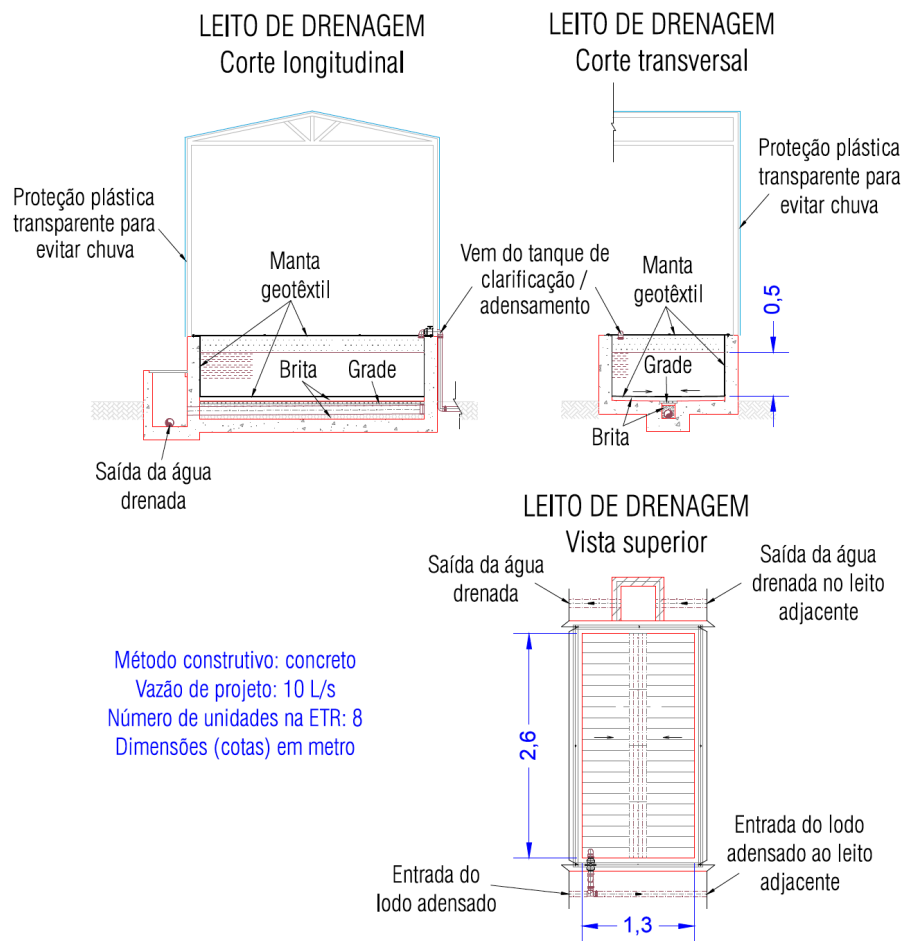 LEITO DE DRENAGEM
Corte longitudinal
Proteção plástica
transparente para
evitar chuva
Manta
geotêxtil
Brita
Grade
Saída da água
drenada
Vem do tanque de
clarificação /
adensamento
LEITO DE DRENAGEM
Corte transversal
Proteção plástica
transparente para
evitar chuva
Manta
geotêxtil
Grade
Brita
0,5
LEITO DE DRENAGEM
Vista superior
Saída da água
drenada
Saída da água
drenada no leito
adjacente
2,6
1,3
Entrada do
lodo adensado
Entrada do lodo
adensado ao leito
adjacente
Método construtivo: concreto
Vazão de projeto: 10 L/s
Número de unidades na ETR: 8
Dimensões (cotas) em metro